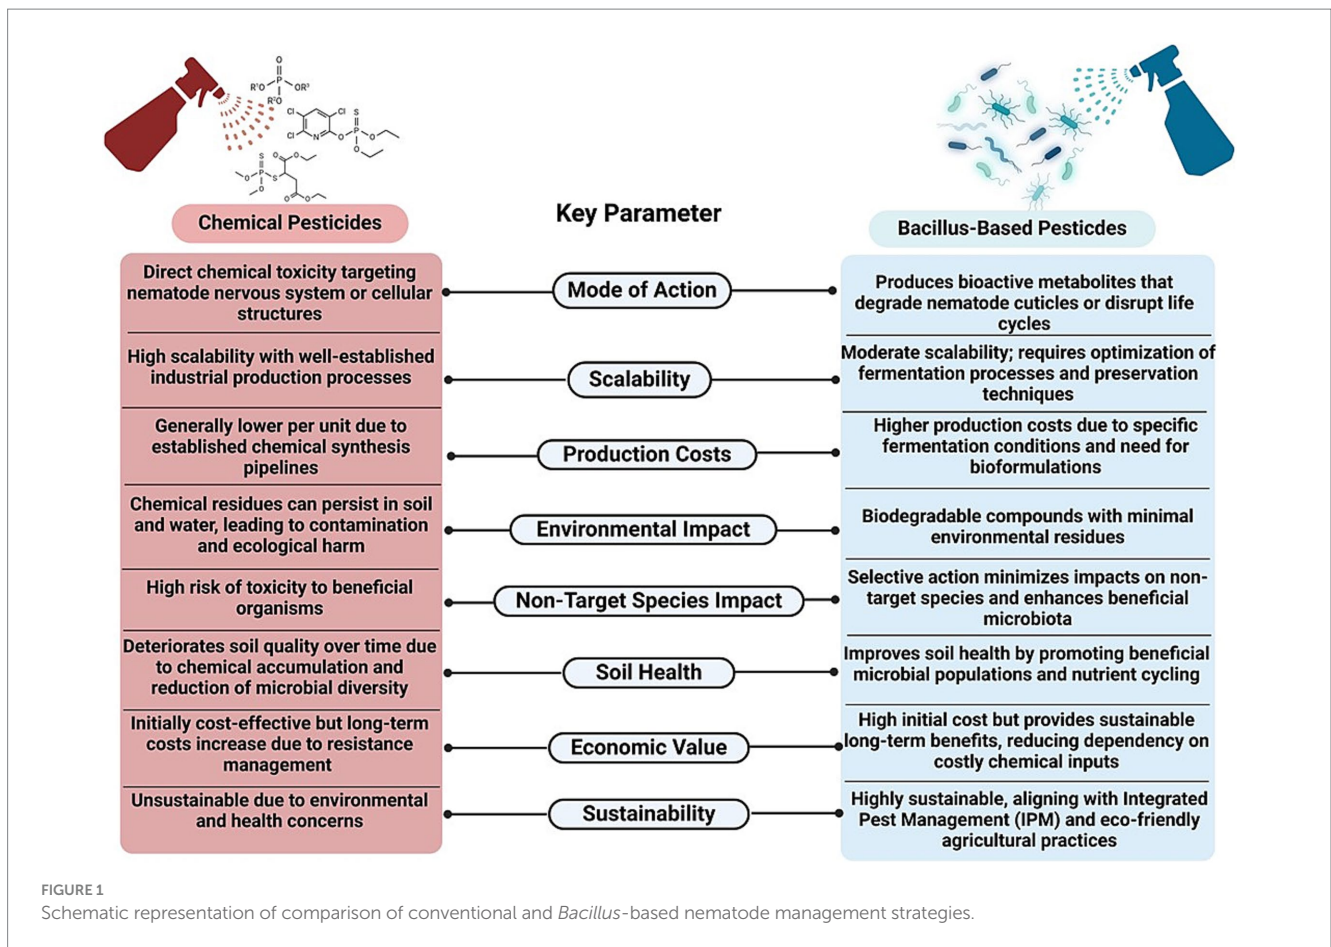 O
P
R¹O
OR³
R²O
Cl
Cl
Cl
N
O
S
P
O
O
S
P
O
O
S
O
O
O
O
Chemical Pesticides
Key Parameter
Bacillus-Based Pesticdes
Direct chemical toxicity targeting
nematode nervous system or cellular
structures
Mode of Action
Produces bioactive metabolites that
degrade nematode cuticles or disrupt life
cycles
High scalability with well-established
industrial production processes
Scalability
Moderate scalability; requires optimization of
fermentation processes and preservation
techniques
Generally lower per unit due to
established chemical synthesis
pipelines
Production Costs
Higher production costs due to specific
fermentation conditions and need for
bioformulations
Chemical residues can persist in soil
and water, leading to contamination
and ecological harm
Environmental Impact
Biodegradable compounds with minimal
environmental residues
High risk of toxicity to beneficial
organisms
Non-Target Species Impact
Selective action minimizes impacts on non-
target species and enhances beneficial
microbiota
Deteriorates soil quality over time due
to chemical accumulation and
reduction of microbial diversity
Soil Health
Improves soil health by promoting beneficial
microbial populations and nutrient cycling
Initially cost-effective but long-term
costs increase due to resistance
management
Economic Value
High initial cost but provides sustainable
long-term benefits, reducing dependency on
costly chemical inputs
Unsustainable due to environmental
and health concerns
Sustainability
Highly sustainable, aligning with Integrated
Pest Management (IPM) and eco-friendly
agricultural practices
FIGURE 1
Schematic representation of comparison of conventional and Bacillus-based nematode management strategies.